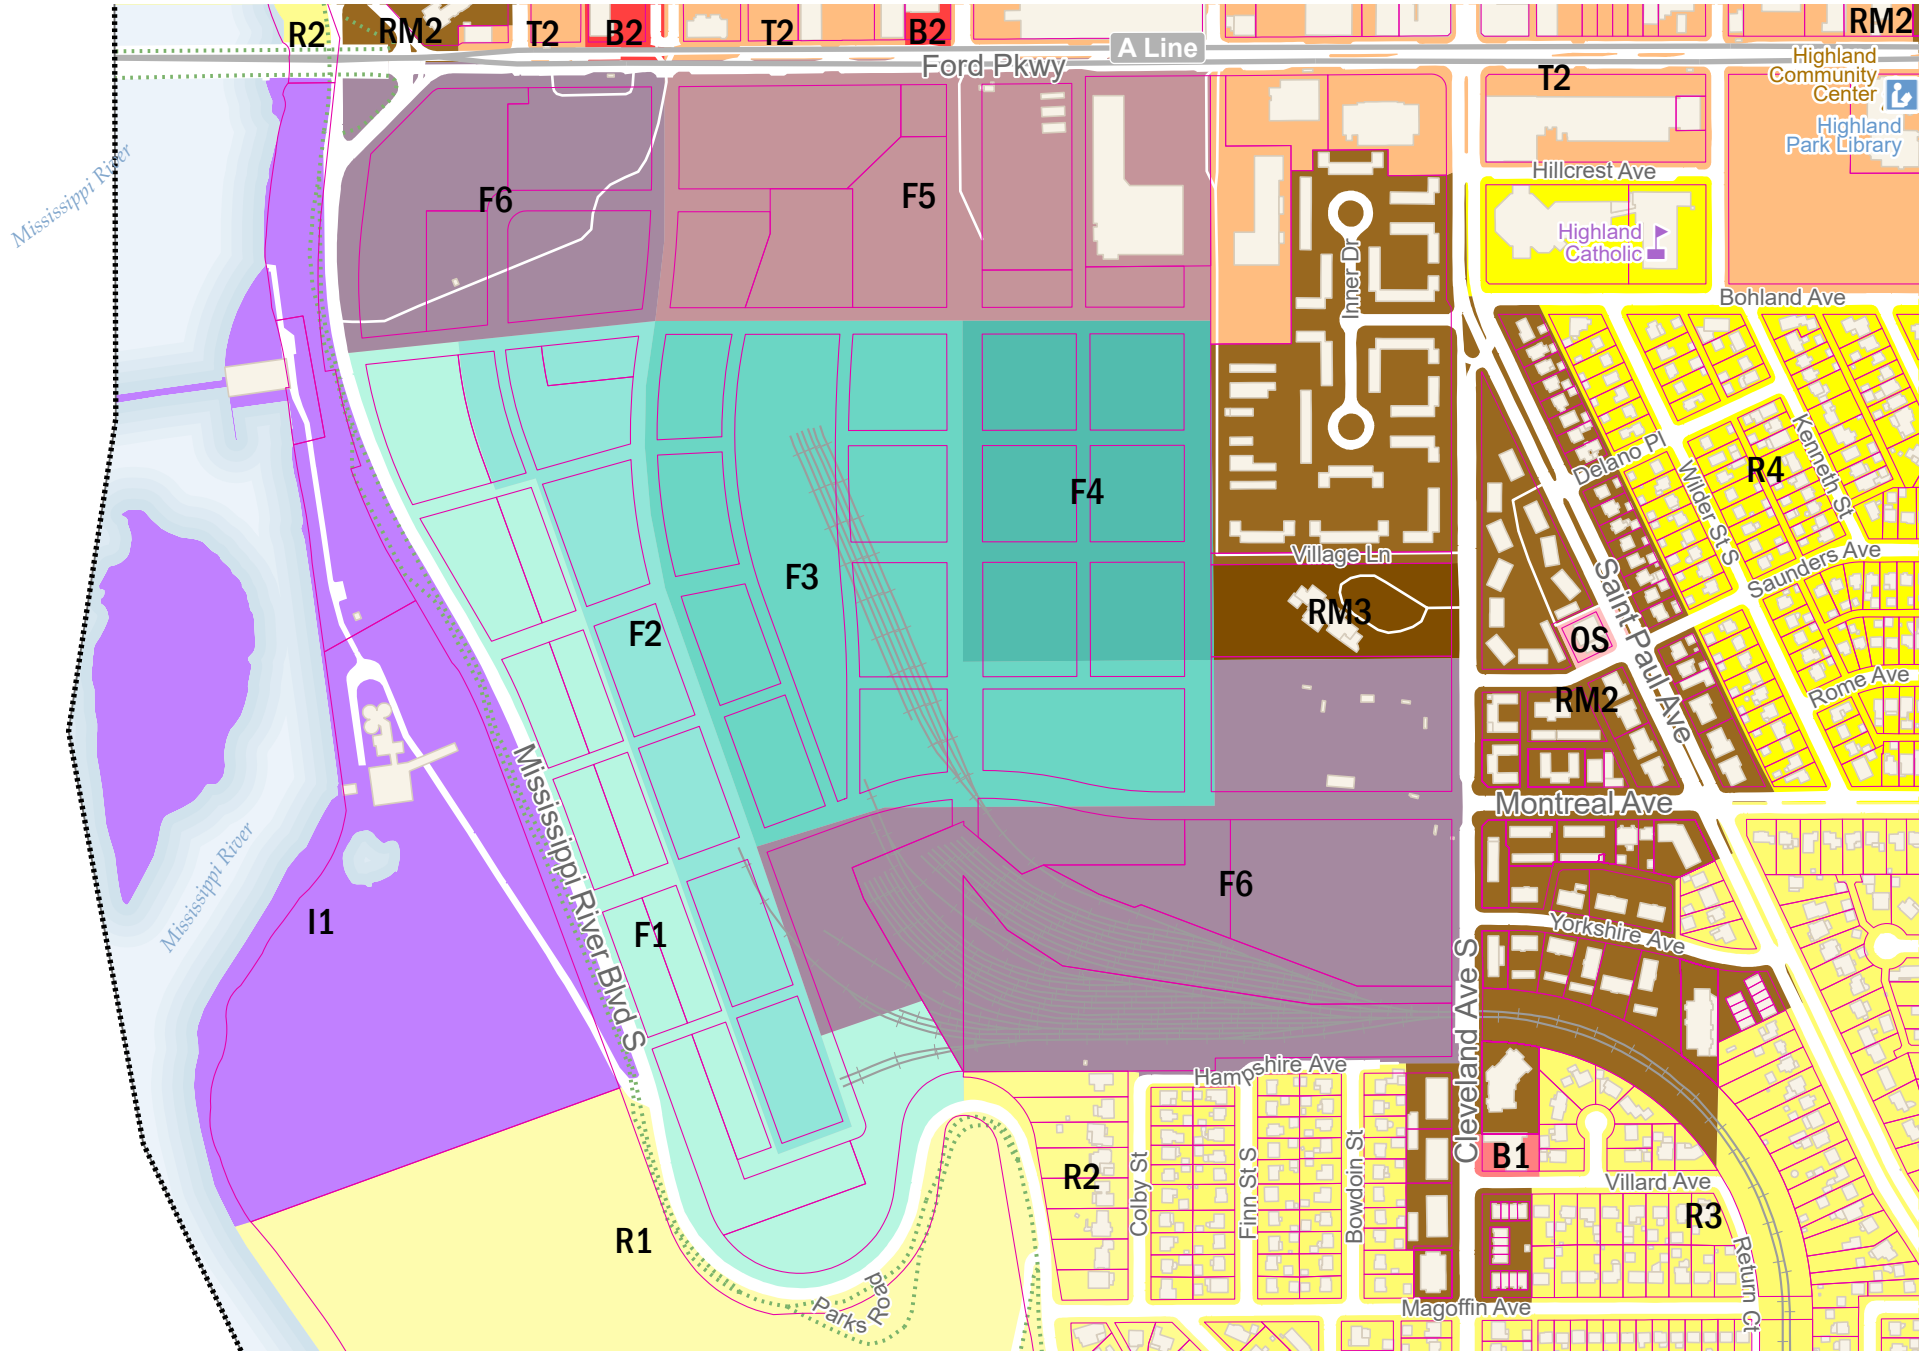 R2
RM2
T2
B2
T2
B2
RM2
A Line
Ford Pkwy
Highland
Community
Center
T2
Highland
Park Library
Mississippi River
Hillcrest Ave
F6
F5
Highland
Catholic
Inner Dr
Bohland Ave
Kenneth St
Delano Pl
R4
Wilder St S
F4
Village Ln
Saunders Ave
F3
Saint Paul Ave
RM3
F2
OS
Rome Ave
RM2
Mississippi River Blvd S
Montreal Ave
Mississippi River
F6
I1
F1
Yorkshire Ave
Cleveland Ave S
Hampshire Ave
B1
R2
Colby St
Finn St S
Bowdoin St
Villard Ave
R3
R1
Return Ct
Parks Road
Magoffin Ave